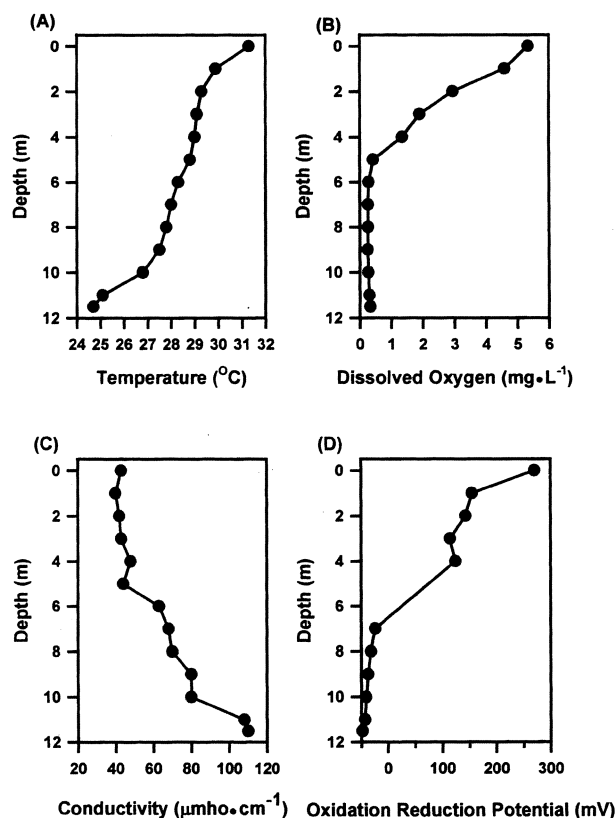 (A)
0
2
4
6
8
10
12
Depth (m)
24 25 26 27 28 29 30 31 32
Temperature (°C)
(B)
0
2
4
6
8
10
12
Depth (m)
0 1 2 3 4 5 6
Dissolved Oxygen (mg•L⁻¹)
(C)
0
2
4
6
8
10
12
Depth (m)
20 40 60 80 100 120
Conductivity (μmho•cm⁻¹)
(D)
0
2
4
6
8
10
12
Depth (m)
0 100 200 300
Oxidation Reduction Potential (mV)